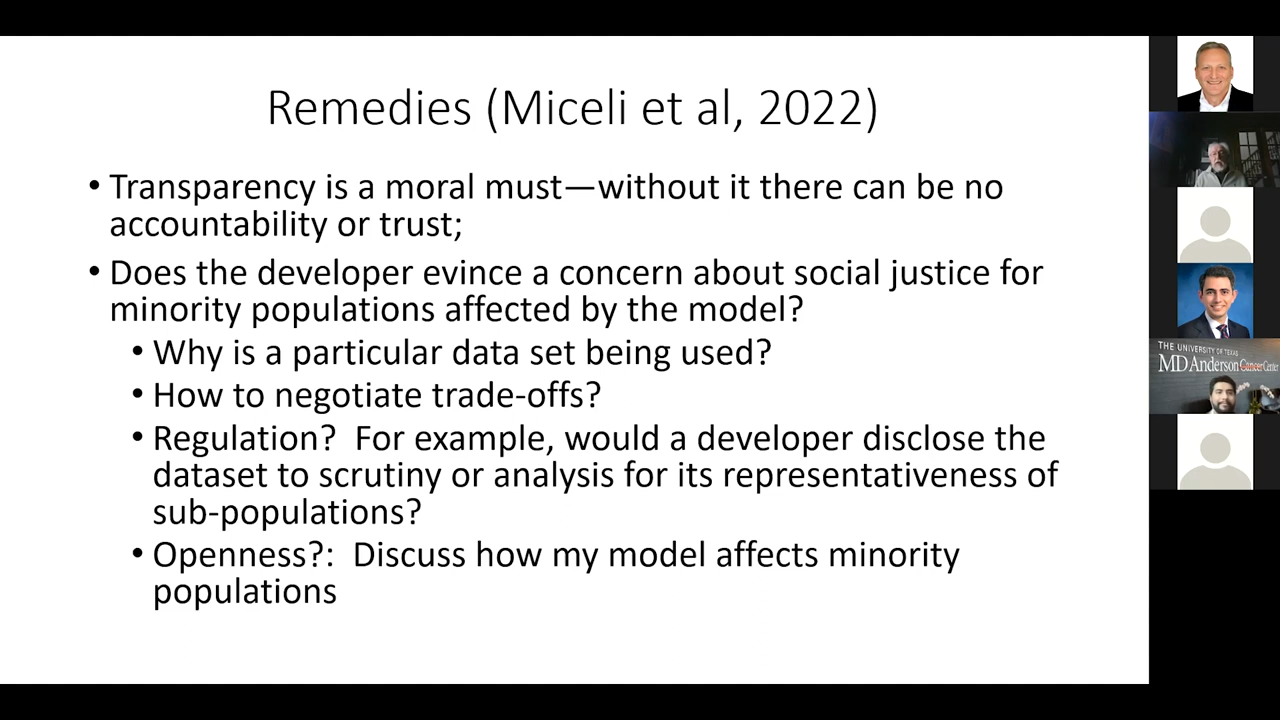 Remedies (Miceli et al, 2022)
• Transparency is a moral must—without it there can be no
accountability or trust;
• Does the developer evince a concern about social justice for
minority populations affected by the model?
• Why is a particular data set being used?
• How to negotiate trade-offs?
• Regulation?  For example, would a developer disclose the
dataset to scrutiny or analysis for its representativeness of
sub-populations?
• Openness?:  Discuss how my model affects minority
populations
THE UNIVERSITY OF TEXAS
MD Anderson Cancer Center